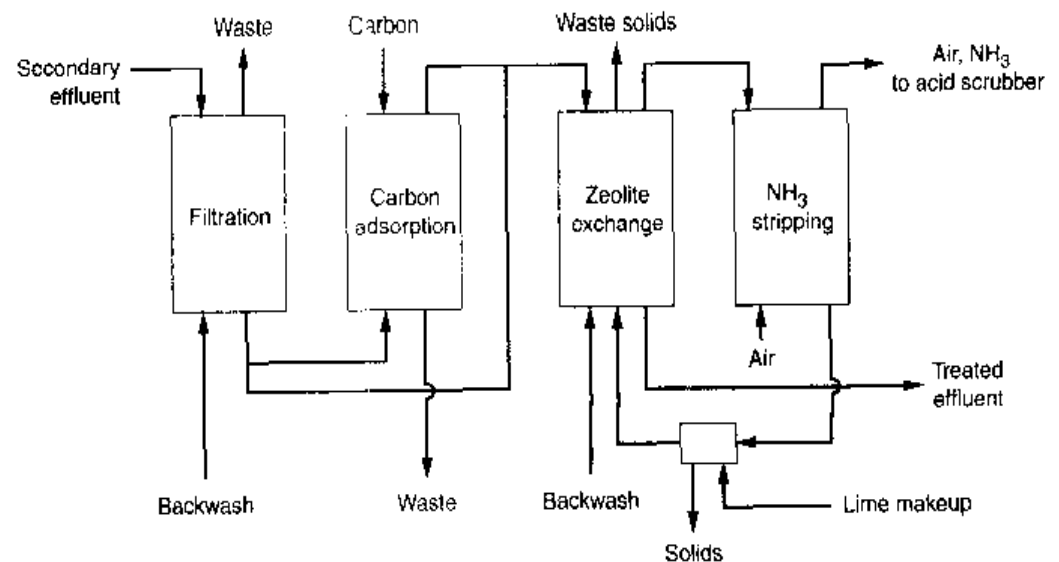 Waste
Carbon
Waste solids
Secondary
effluent
Air, NH3
to acid scrubber
Filtration
Carbon
adsorption
Zeolite
exchange
NH3
stripping
Air
Treated
effluent
Backwash
Waste
Backwash
Lime makeup
Solids